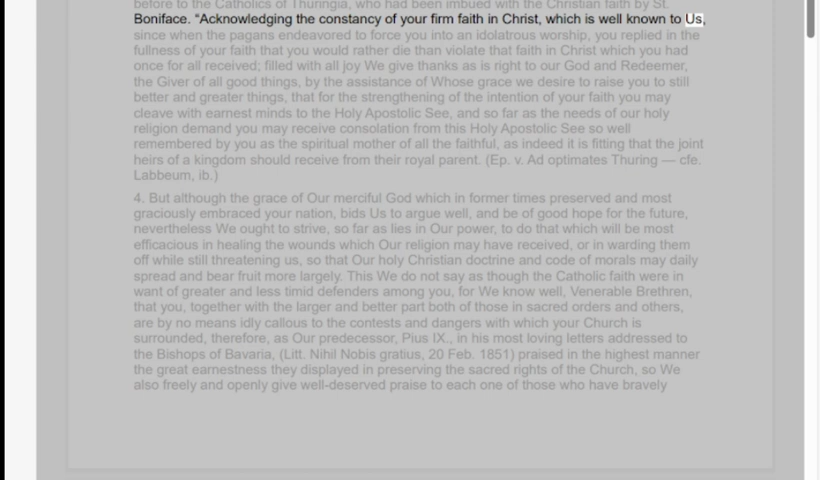 before to the Catholics of Thuringia, who had been imbued with the Christian faith by St.
Boniface. "Acknowledging the constancy of your firm faith in Christ, which is well known to Us,
since when the pagans endeavored to force you into an idolatrous worship, you replied in the
fullness of your faith that you would rather die than violate that faith in Christ which you had
once for all received; filled with all joy We give thanks as is right to our God and Redeemer,
the Giver of all good things, by the assistance of Whose grace we desire to raise you to still
better and greater things, that for the strengthening of the intention of your faith you may
cleave with earnest minds to the Holy Apostolic See, and so far as the needs of our holy
religion demand you may receive consolation from this Holy Apostolic See so well
remembered by you as the spiritual mother of all the faithful, as indeed it is fitting that the joint
heirs of a kingdom should receive from their royal parent. (Ep. v. Ad optimates Thuring — cfe.
Labbeum, ib.)
4. But although the grace of Our merciful God which in former times preserved and most
graciously embraced your nation, bids Us to argue well, and be of good hope for the future,
nevertheless We ought to strive, so far as lies in Our power, to do that which will be most
efficacious in healing the wounds which Our religion may have received, or in warding them
off while still threatening us, so that Our holy Christian doctrine and code of morals may daily
spread and bear fruit more largely. This We do not say as though the Catholic faith were in
want of greater and less timid defenders among you, for We know well, Venerable Brethren,
that you, together with the larger and better part both of those in sacred orders and others,
are by no means idly callous to the contests and dangers with which your Church is
surrounded, therefore, as Our predecessor, Pius IX., in his most loving letters addressed to
the Bishops of Bavaria, (Litt. Nihil Nobis gratius, 20 Feb. 1851) praised in the highest manner
the great earnestness they displayed in preserving the sacred rights of the Church, so We
also freely and openly give well-deserved praise to each one of those who have bravely